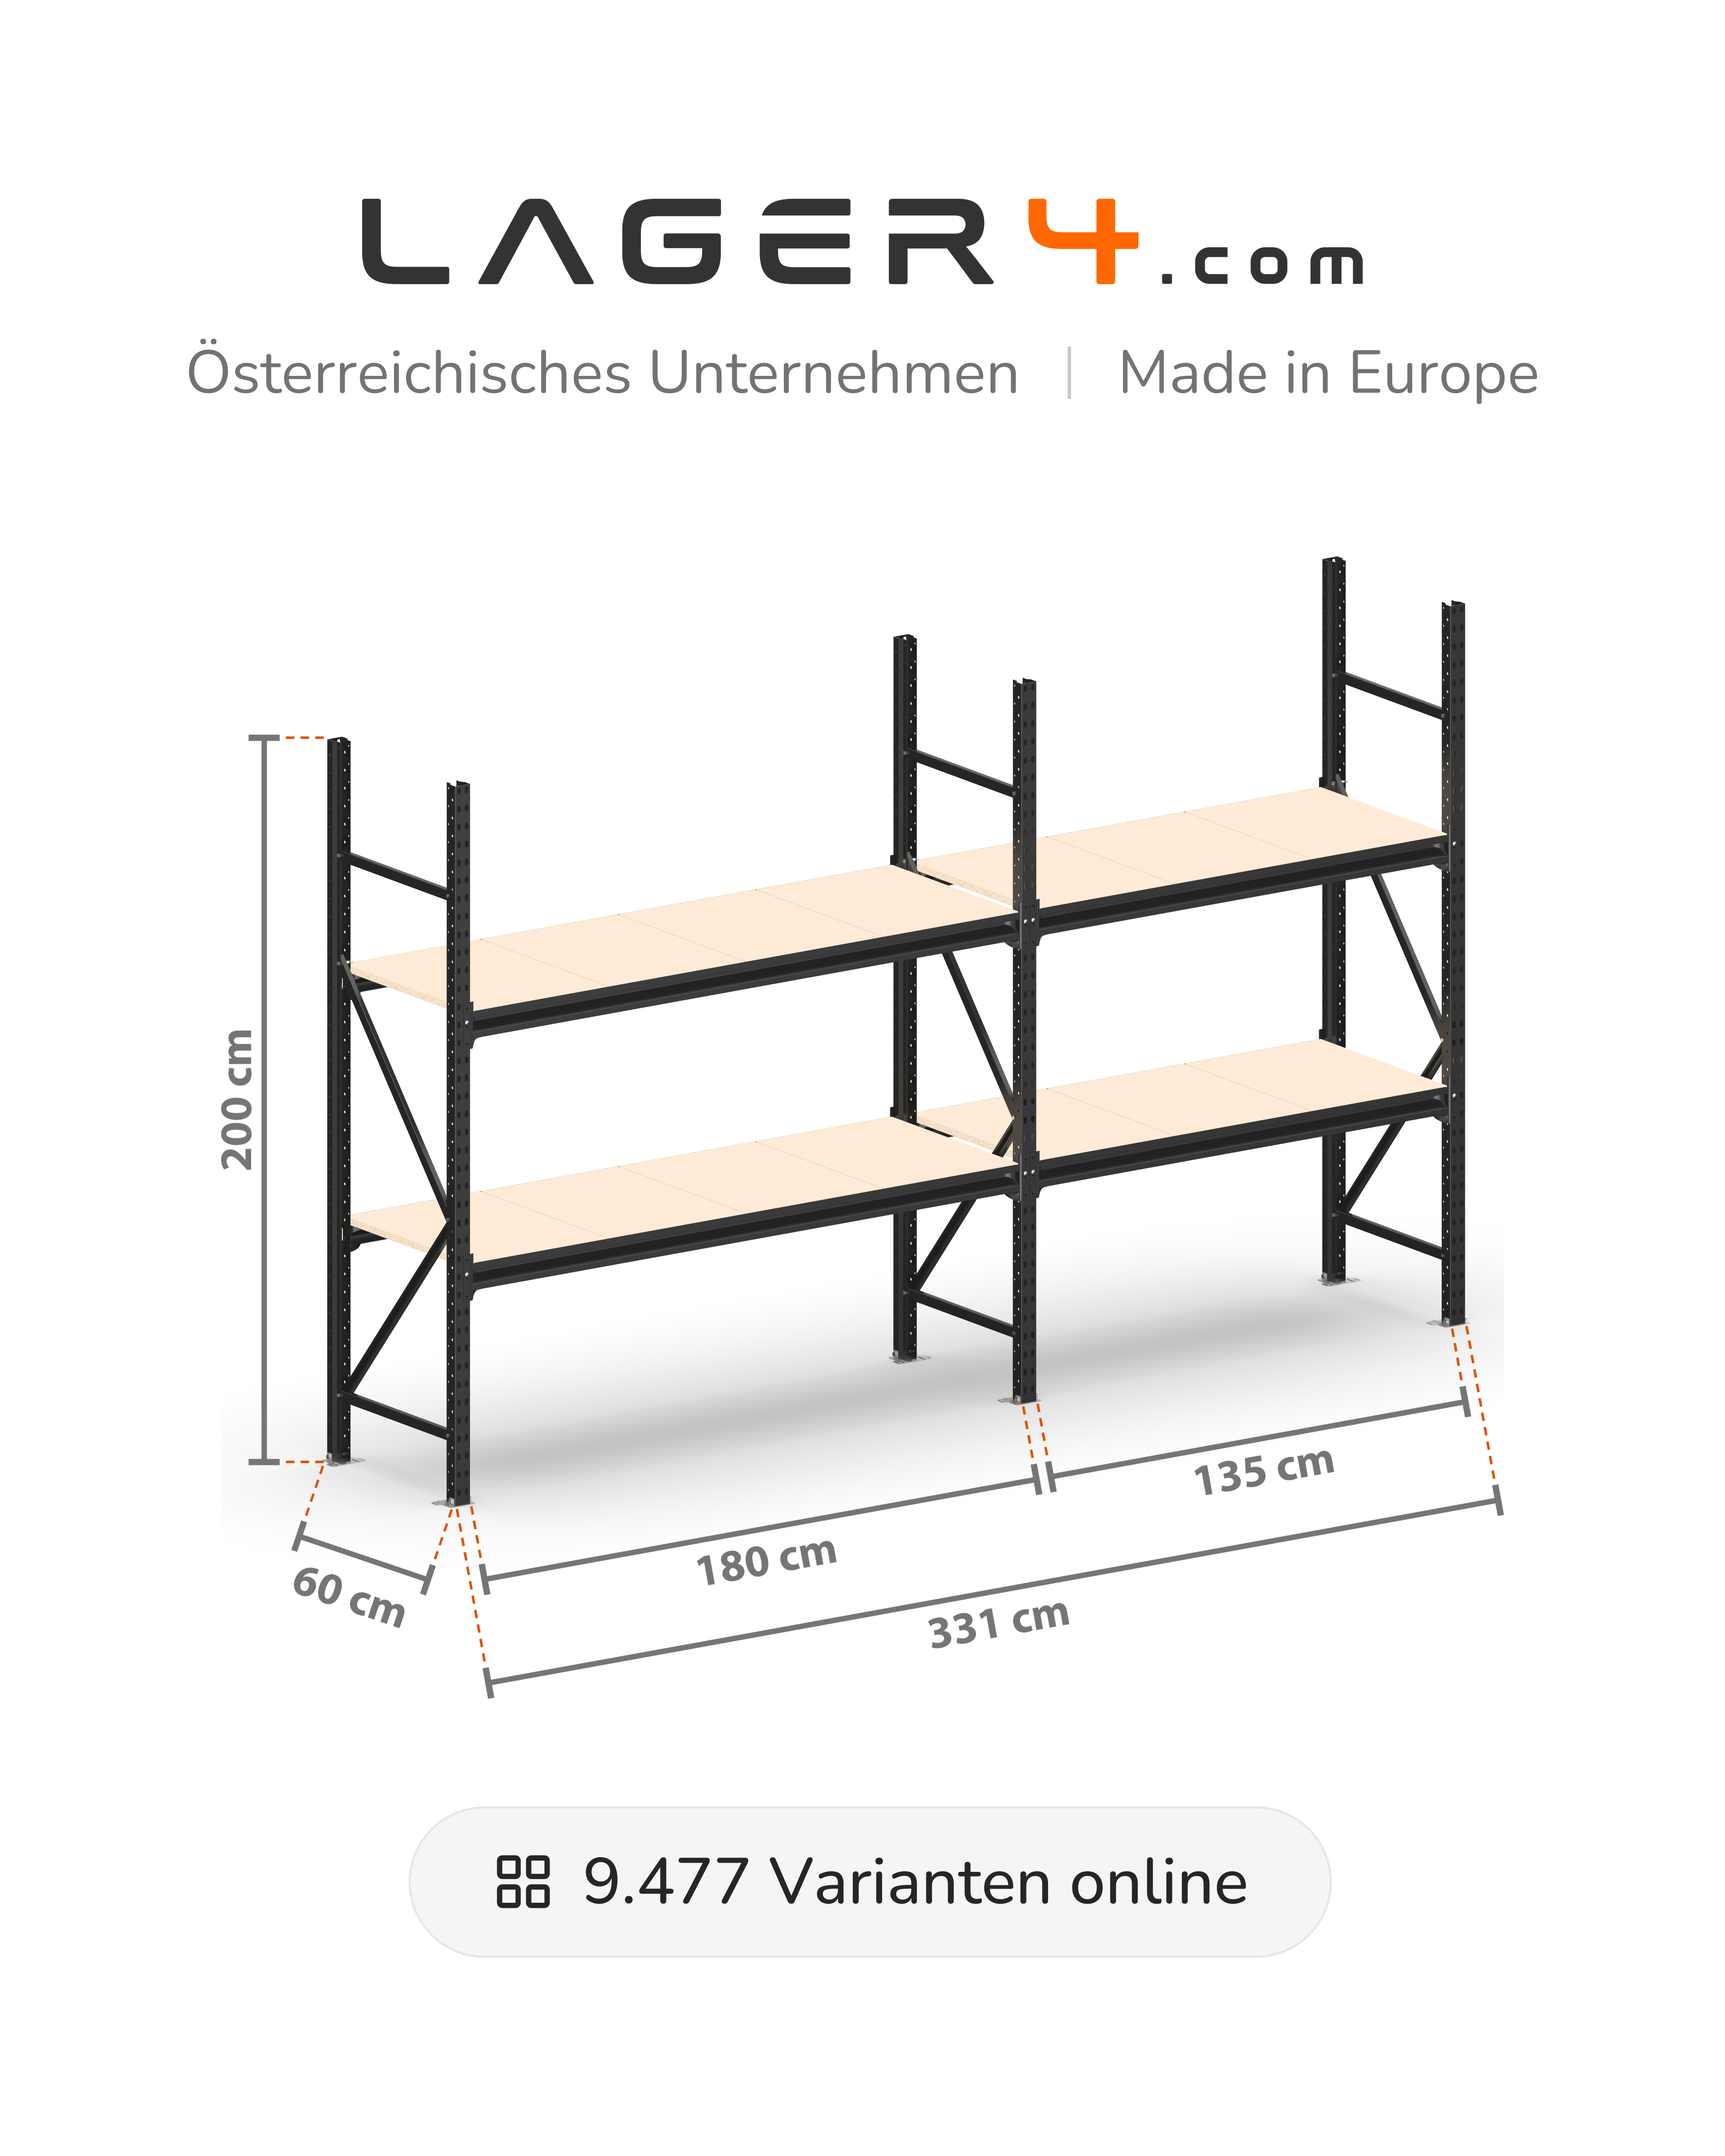 LAGER4.com
Österreichisches Unternehmen | Made in Europe
200 cm
60 cm
180 cm
135 cm
331 cm
9.477 Varianten online